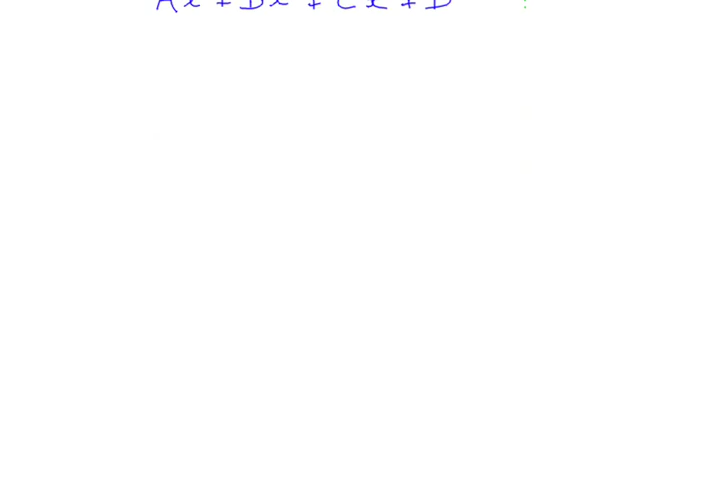 Ax + Bx + Cx + D